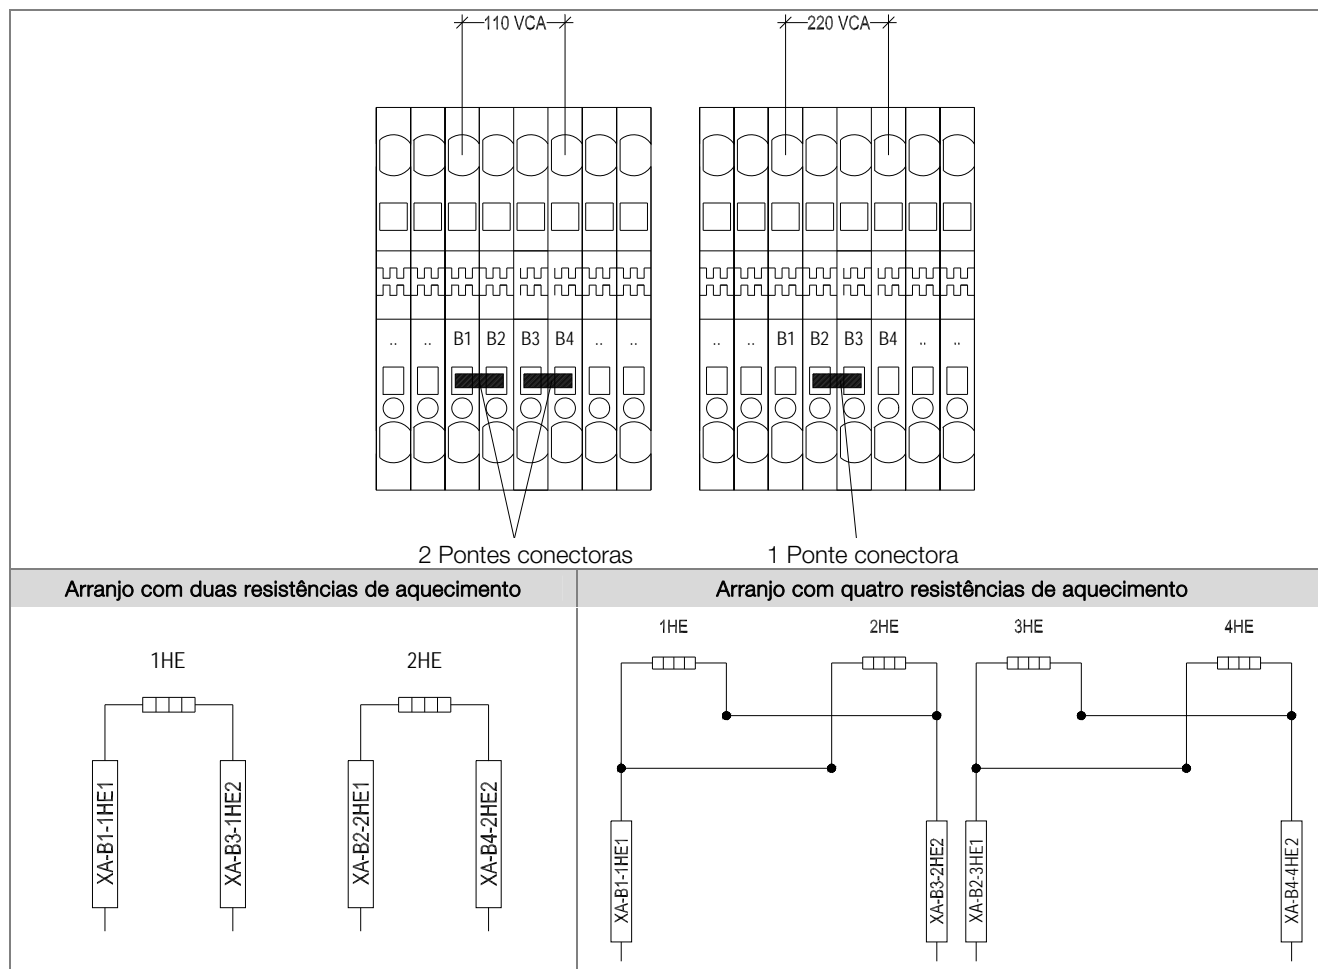 110 VCA 220 VCA
.. .. B1 B2 B3 B4 .. .. .. .. B1 B2 B3 B4 .. ..
2 Pontes conectoras 1 Ponte conectora
Arranjo com duas resistências de aquecimento
1HE 2HE
XA-B1-1HE1
XA-B3-1HE2
XA-B2-2HE1
XA-B4-2HE2
Arranjo com quatro resistências de aquecimento
1HE 2HE 3HE 4HE
XA-B1-1HE1
XA-B3-2HE2
XA-B2-3HE1
XA-B4-4HE2